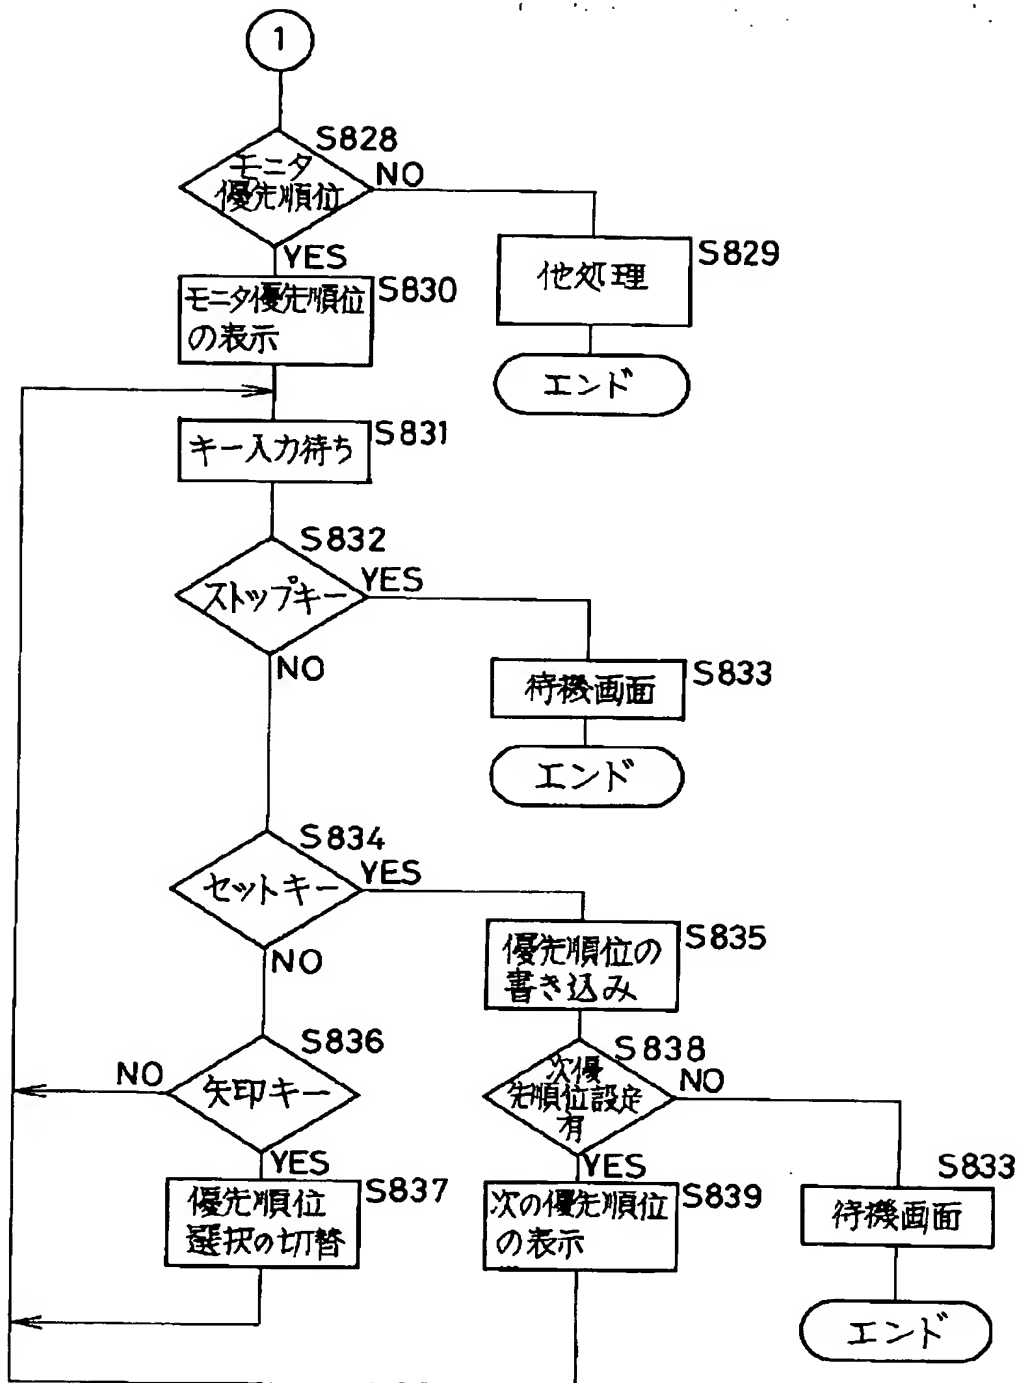 1
S828
モニタ
優先順位
NO
YES
S829
他処理
エンド
S830
モニタ優先順位
の表示
S831
キー入力待ち
S832
ストップキー
YES
NO
S833
待機画面
エンド
S834
セットキー
YES
NO
S835
優先順位の
書き込み
S836
矢印キー
NO
YES
S837
優先順位
選択の切替
S838
次優
先順位設定
有
NO
YES
S839
次の優先順位
の表示
S833
待機画面
エンド